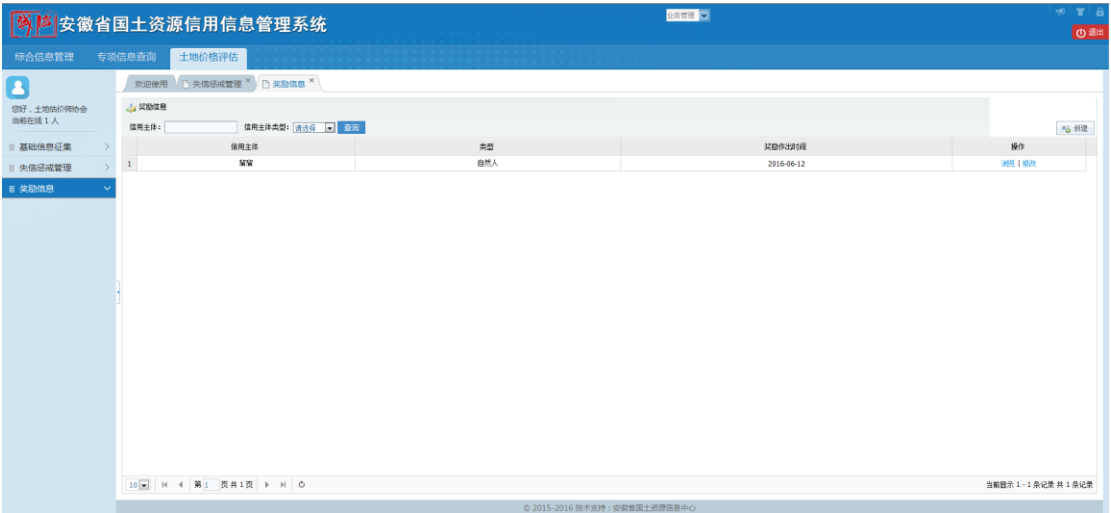 诚信 安徽省国土资源信用信息管理系统
业务管理
退出
综合信息管理 专项信息查询 土地价格评估
欢迎使用 失信惩戒管理 × 奖励信息 ×
您好，土地估价师协会
当前在线 1 人
奖励信息
信用主体: 信用主体类型: 请选择 查询 新建
基础信息征集
信用主体 类型 奖励作出时间 操作
失信惩戒管理
1 自然人 2016-06-12 浏览 | 修改
奖励信息
10 第 1 页共1页 当前显示 1 - 1 条记录 共 1 条记录
© 2015-2016 技术支持：安徽省国土资源信息中心